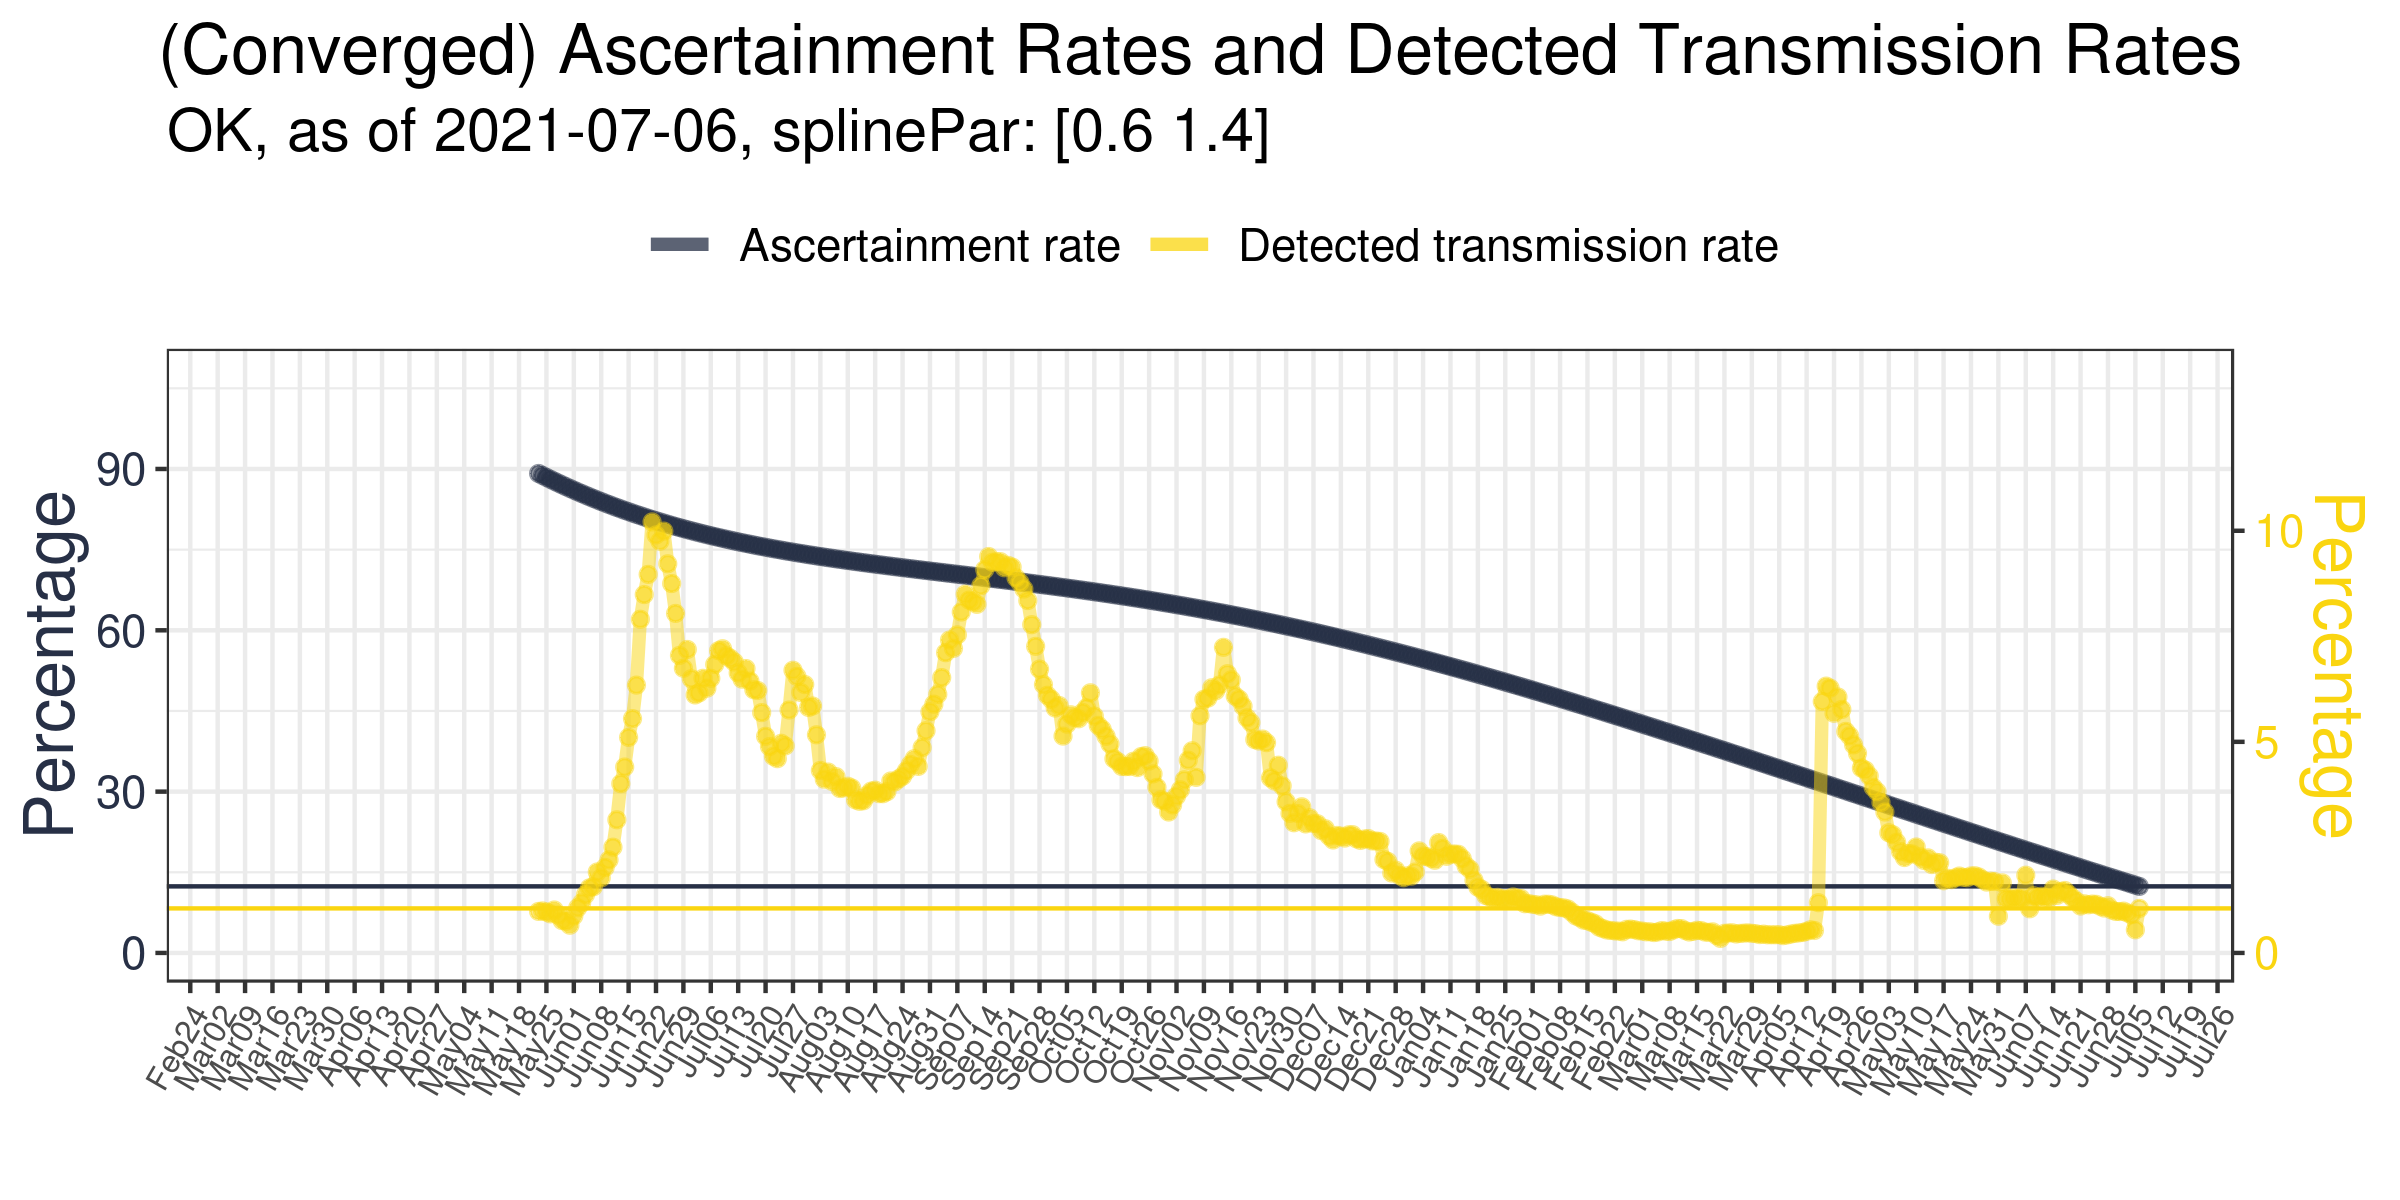 (Converged) Ascertainment Rates and Detected Transmission Rates
OK, as of 2021-07-06, splinePar: [0.6 1.4]
Ascertainment rate
Detected transmission rate
Percentage
90
60
30
0
10
5
0
Percentage
Feb24
Mar02
Mar09
Mar16
Mar23
Mar30
Apr06
Apr13
Apr20
Apr27
May04
May11
May18
May25
Jun01
Jun08
Jun15
Jun22
Jun29
Jul06
Jul13
Jul20
Jul27
Aug03
Aug10
Aug17
Aug24
Aug31
Sep07
Sep14
Sep21
Sep28
Oct05
Oct12
Oct19
Oct26
Nov02
Nov09
Nov16
Nov23
Nov30
Dec07
Dec14
Dec21
Dec28
Jan04
Jan11
Jan18
Jan25
Feb01
Feb08
Feb15
Feb22
Mar01
Mar08
Mar15
Mar22
Mar29
Apr05
Apr12
Apr19
Apr26
May03
May10
May17
May24
May31
Jun07
Jun14
Jun21
Jun28
Jul05
Jul12
Jul19
Jul26